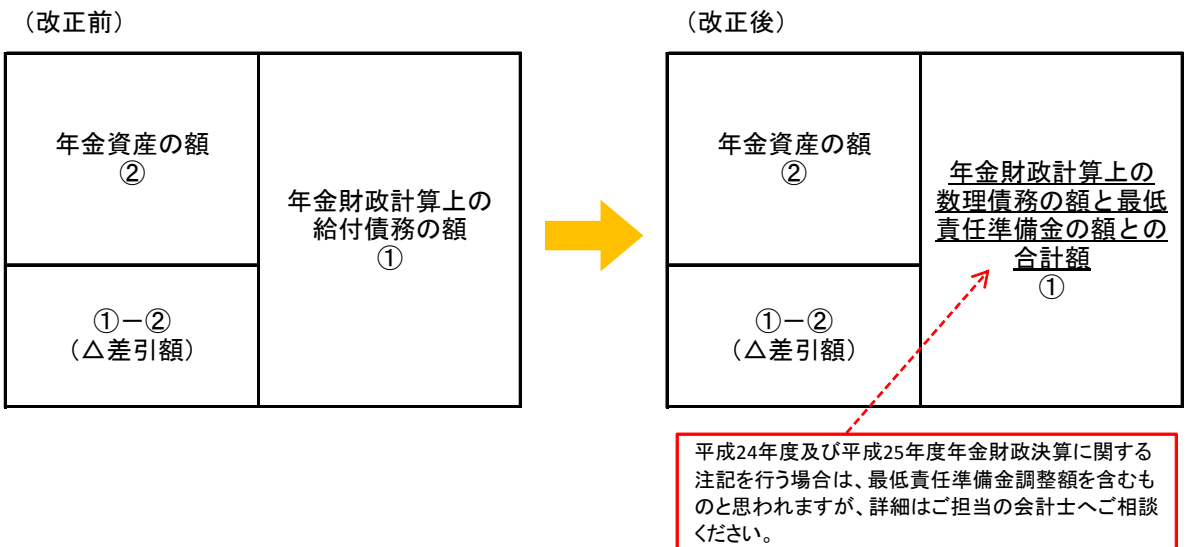 （改正前）
年金資産の額
②
年金財政計算上の
給付債務の額
①
①－②
（△差引額）
（改正後）
年金資産の額
②
年金財政計算上の
数理債務の額と最低
責任準備金の額との
合計額
①
①－②
（△差引額）
平成24年度及び平成25年度年金財政決算に関する
注記を行う場合は、最低責任準備金調整額を含むも
のと思われますが、詳細はご担当の会計士へご相談
ください。